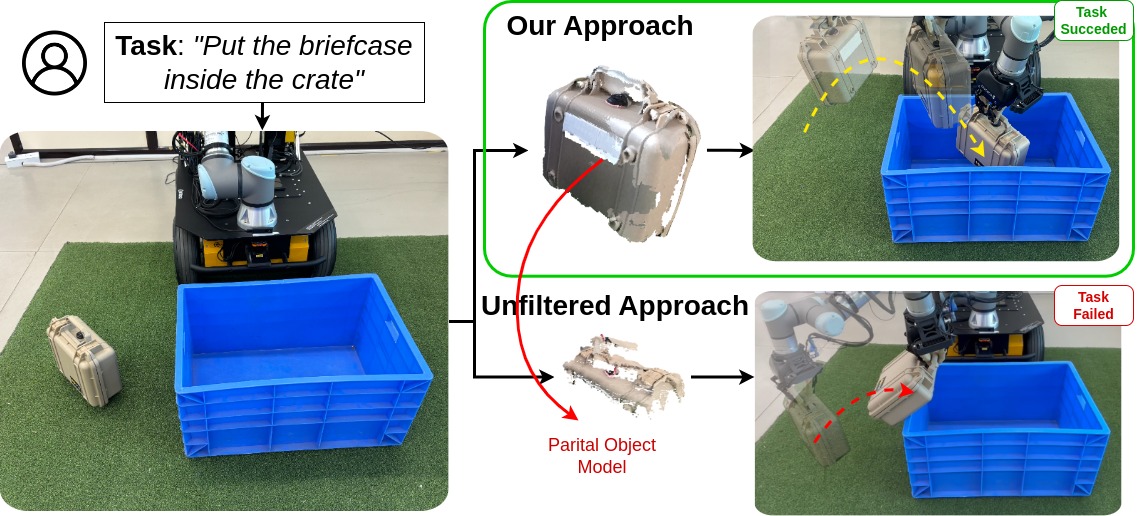 Task: "Put the briefcase
inside the crate"
Our Approach
Task
Succeded
Unfiltered Approach
Task
Failed
Parital Object
Model